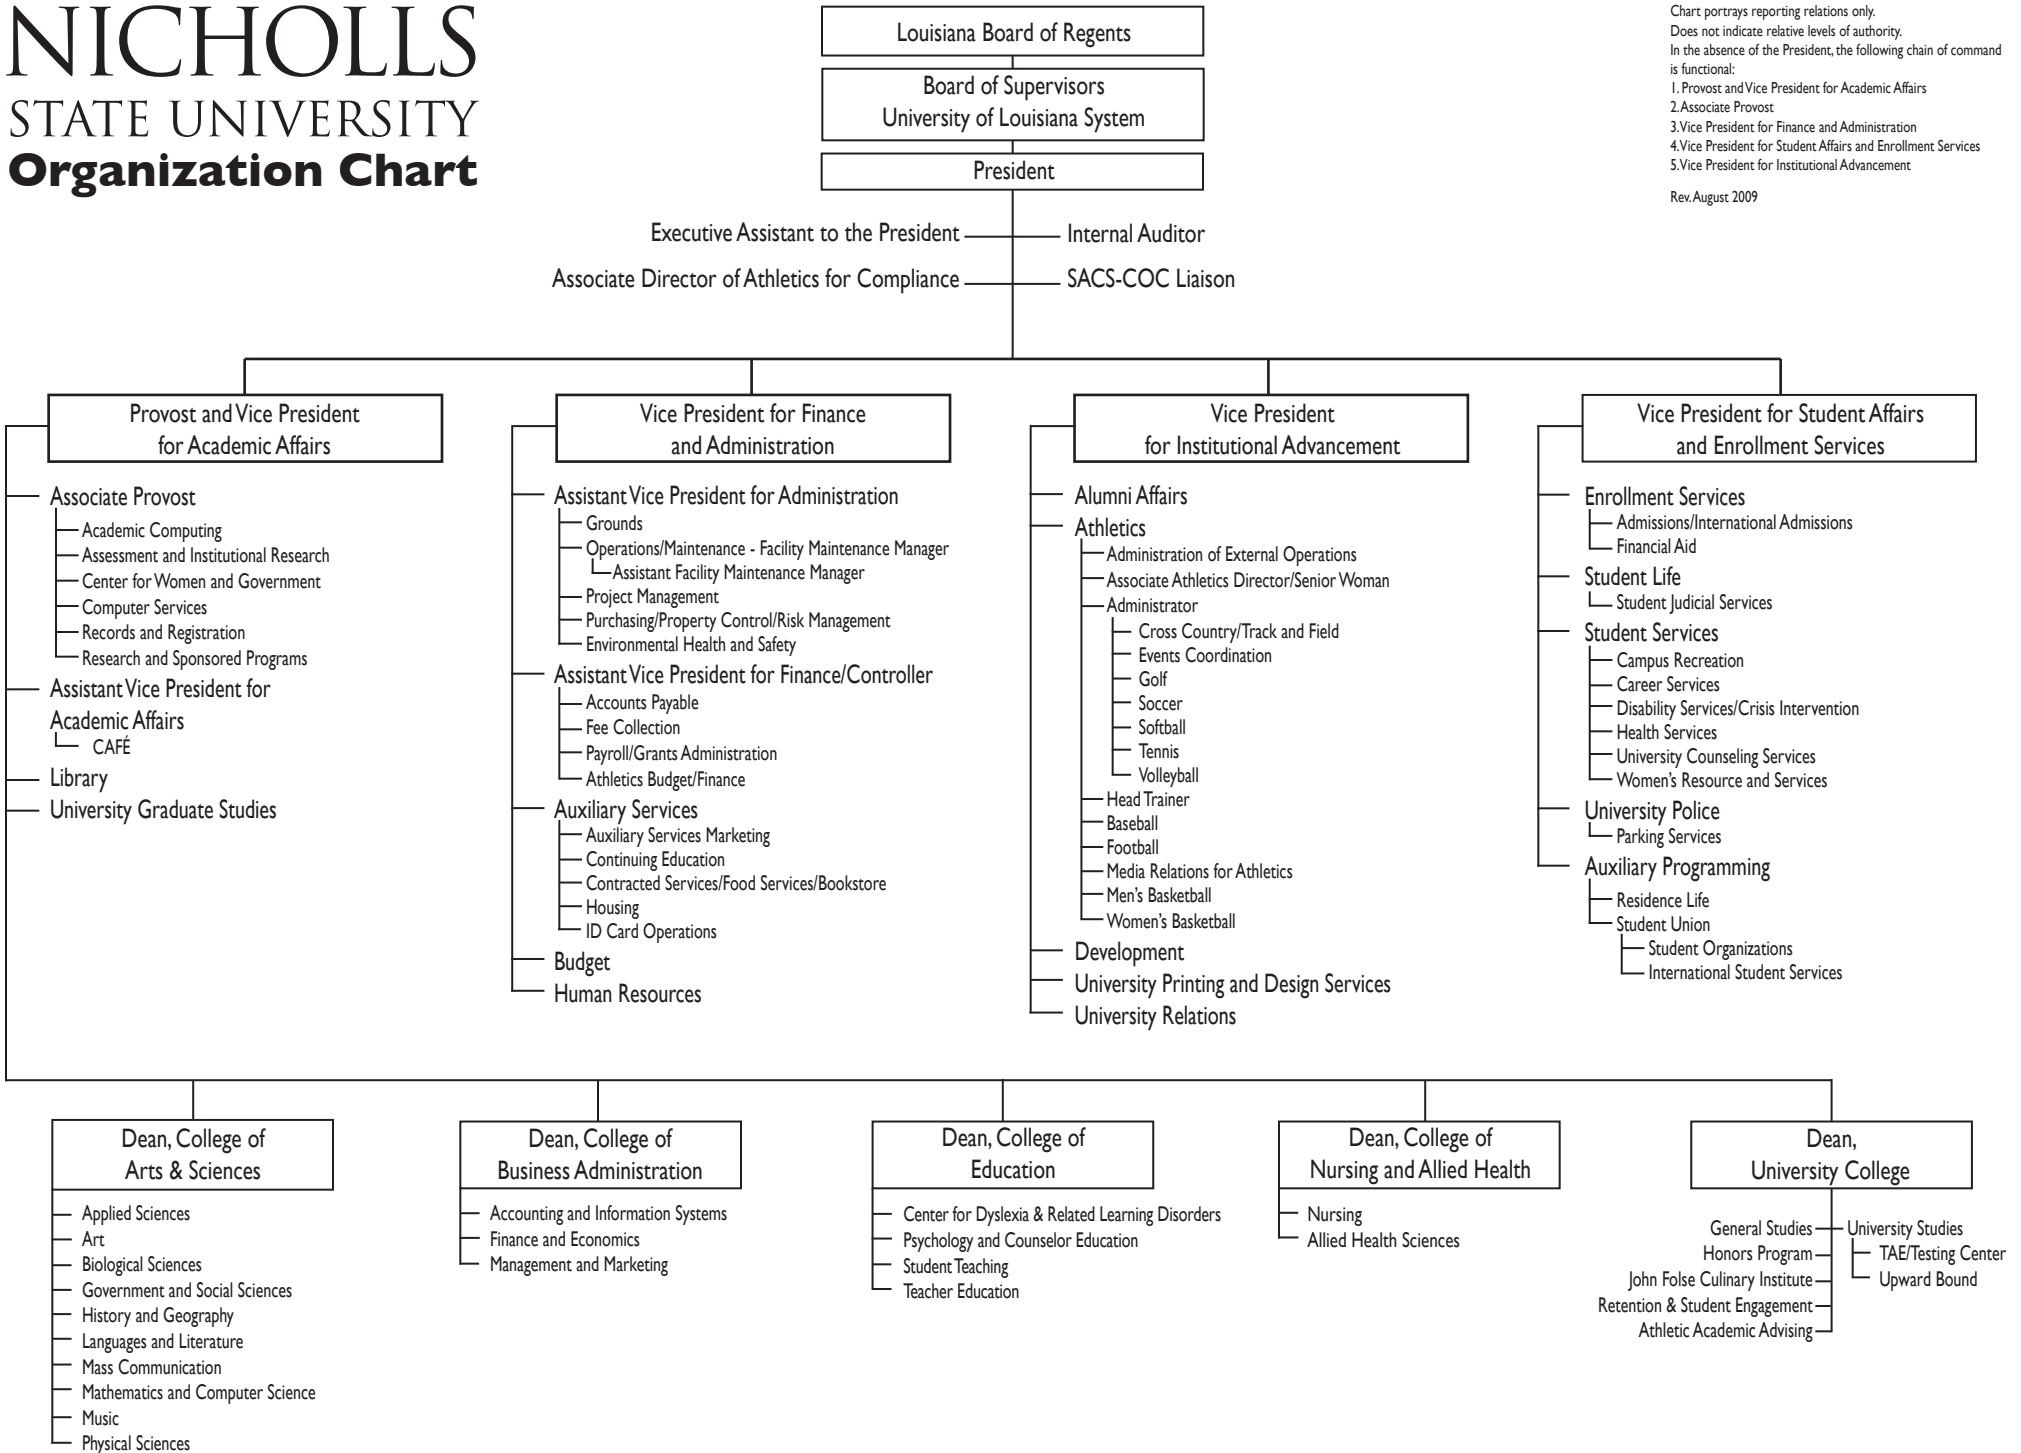 NICHOLLS
STATE UNIVERSITY
Organization Chart
Louisiana Board of Regents
Board of Supervisors
University of Louisiana System
President
Chart portrays reporting relations only.
Does not indicate relative levels of authority.
In the absence of the President, the following chain of command
is functional:
1. Provost and Vice President for Academic Affairs
2. Associate Provost
3. Vice President for Finance and Administration
4. Vice President for Student Affairs and Enrollment Services
5. Vice President for Institutional Advancement
Rev. August 2009
Executive Assistant to the President
Internal Auditor
Associate Director of Athletics for Compliance
SACS-COC Liaison
Provost and Vice President
for Academic Affairs
Associate Provost
Academic Computing
Assessment and Institutional Research
Center for Women and Government
Computer Services
Records and Registration
Research and Sponsored Programs
Assistant Vice President for
Academic Affairs
CAFÉ
Library
University Graduate Studies
Vice President for Finance
and Administration
Assistant Vice President for Administration
Grounds
Operations/Maintenance - Facility Maintenance Manager
Assistant Facility Maintenance Manager
Project Management
Purchasing/Property Control/Risk Management
Environmental Health and Safety
Assistant Vice President for Finance/Controller
Accounts Payable
Fee Collection
Payroll/Grants Administration
Athletics Budget/Finance
Auxiliary Services
Auxiliary Services Marketing
Continuing Education
Contracted Services/Food Services/Bookstore
Housing
ID Card Operations
Budget
Human Resources
Vice President
for Institutional Advancement
Alumni Affairs
Athletics
Administration of External Operations
Associate Athletics Director/Senior Woman
Administrator
Cross Country/Track and Field
Events Coordination
Golf
Soccer
Softball
Tennis
Volleyball
Head Trainer
Baseball
Football
Media Relations for Athletics
Men's Basketball
Women's Basketball
Development
University Printing and Design Services
University Relations
Vice President for Student Affairs
and Enrollment Services
Enrollment Services
Admissions/International Admissions
Financial Aid
Student Life
Student Judicial Services
Student Services
Campus Recreation
Career Services
Disability Services/Crisis Intervention
Health Services
University Counseling Services
Women's Resource and Services
University Police
Parking Services
Auxiliary Programming
Residence Life
Student Union
Student Organizations
International Student Services
Dean, College of
Arts & Sciences
Applied Sciences
Art
Biological Sciences
Government and Social Sciences
History and Geography
Languages and Literature
Mass Communication
Mathematics and Computer Science
Music
Physical Sciences
Dean, College of
Business Administration
Accounting and Information Systems
Finance and Economics
Management and Marketing
Dean, College of
Education
Center for Dyslexia & Related Learning Disorders
Psychology and Counselor Education
Student Teaching
Teacher Education
Dean, College of
Nursing and Allied Health
Nursing
Allied Health Sciences
Dean,
University College
General Studies
Honors Program
John Folse Culinary Institute
Retention & Student Engagement
Athletic Academic Advising
University Studies
TAE/Testing Center
Upward Bound